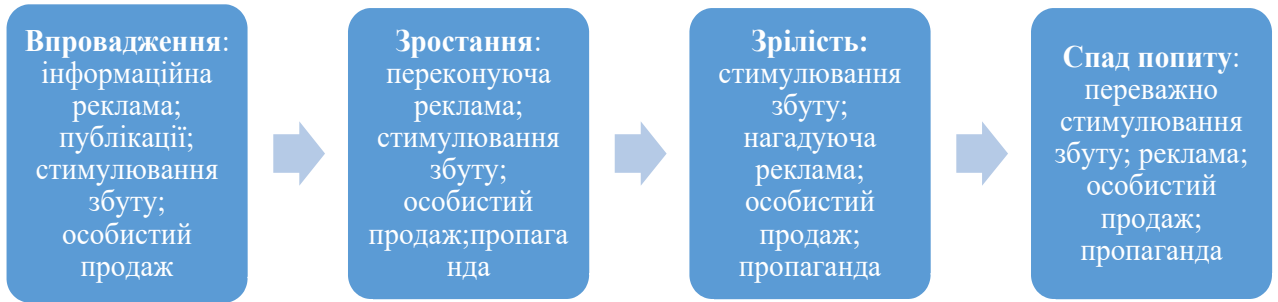 Впровадження:
інформаційна
реклама;
публікації;
стимулювання
збуту;
особистий
продаж
Зростання:
переконуюча
реклама;
стимулювання
збуту;
особистий
продаж;пропага
нда
Зрілість:
стимулювання
збуту;
нагадуюча
реклама;
особистий
продаж;
пропаганда
Спад попиту:
переважно
стимулювання
збуту; реклама;
особистий
продаж;
пропаганда